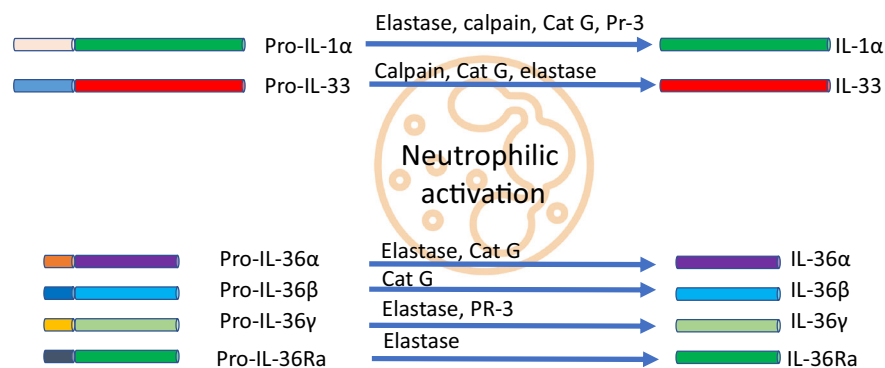 Elastase, calpain, Cat G, Pr-3
Pro-IL-1α
IL-1α
Calpain, Cat G, elastase
Pro-IL-33
IL-33
Neutrophilic
activation
Elastase, Cat G
Pro-IL-36α
IL-36α
Cat G
Pro-IL-36β
IL-36β
Elastase, PR-3
Pro-IL-36γ
IL-36γ
Elastase
Pro-IL-36Ra
IL-36Ra